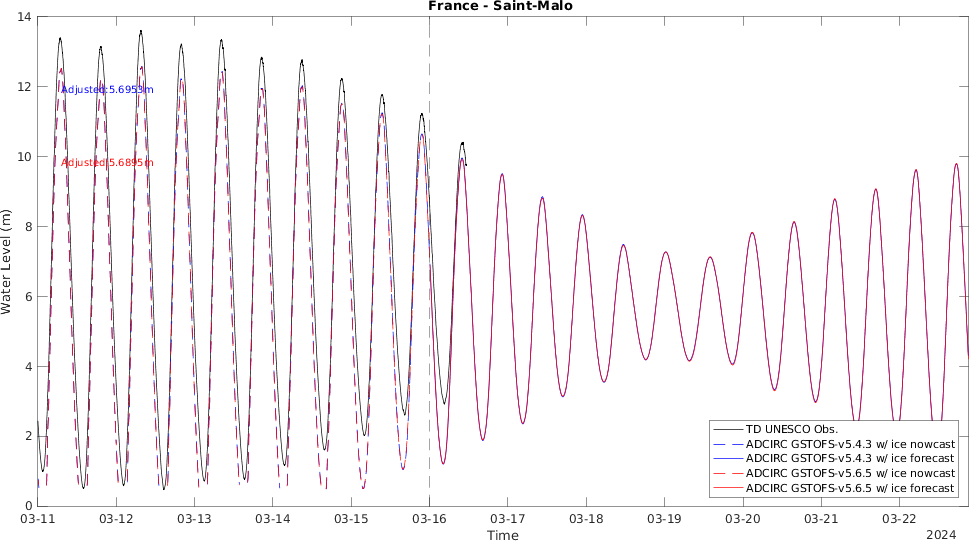 France - Saint-Malo
14
12
10
8
6
4
2
0
Water Level (m)
Adjusted:5.6953m
Adjusted:5.6895m
03-11
03-12
03-13
03-14
03-15
03-16
03-17
03-18
03-19
03-20
03-21
03-22
Time
2024
TD UNESCO Obs.
ADCIRC GSTOFS-v5.4.3 w/ ice nowcast
ADCIRC GSTOFS-v5.4.3 w/ ice forecast
ADCIRC GSTOFS-v5.6.5 w/ ice nowcast
ADCIRC GSTOFS-v5.6.5 w/ ice forecast